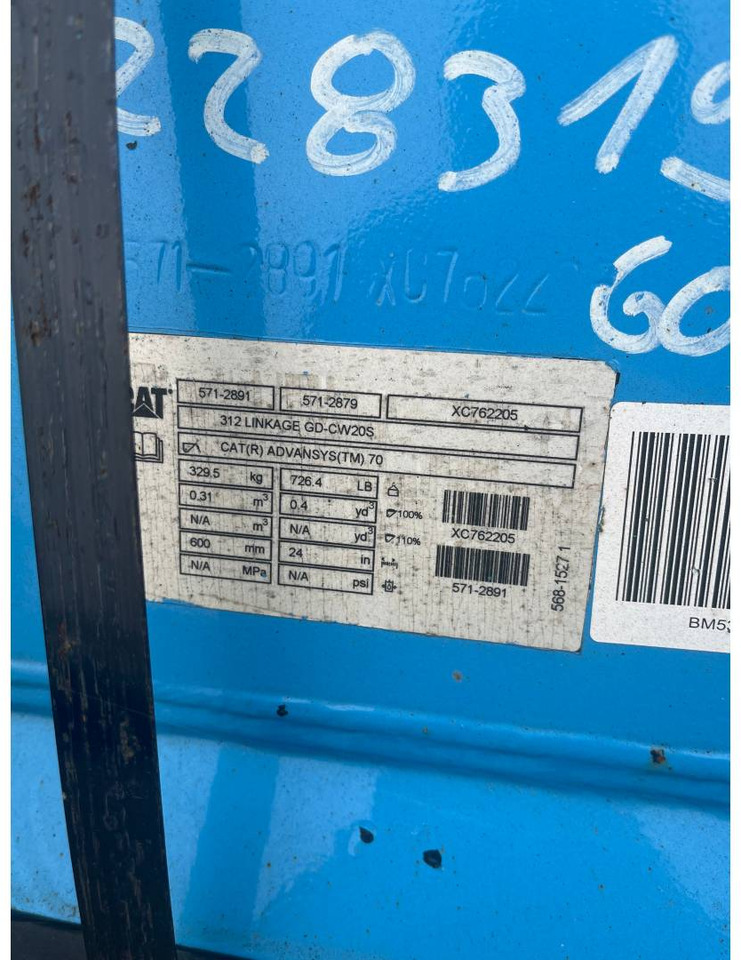 228319
60
571-2891 XC7622
CAT
571-2891 571-2879 XC762205
312 LINKAGE GD-CW20S
CAT(R) ADVANSYS(TM) 70
329.5 kg 726.4 LB
0.31 m³ 0.4 yd³ 100%
N/A m³ N/A yd³ 110%
600 mm 24 in
N/A MPa N/A psi
XC762205
571-2891
568-1527 1
BM53